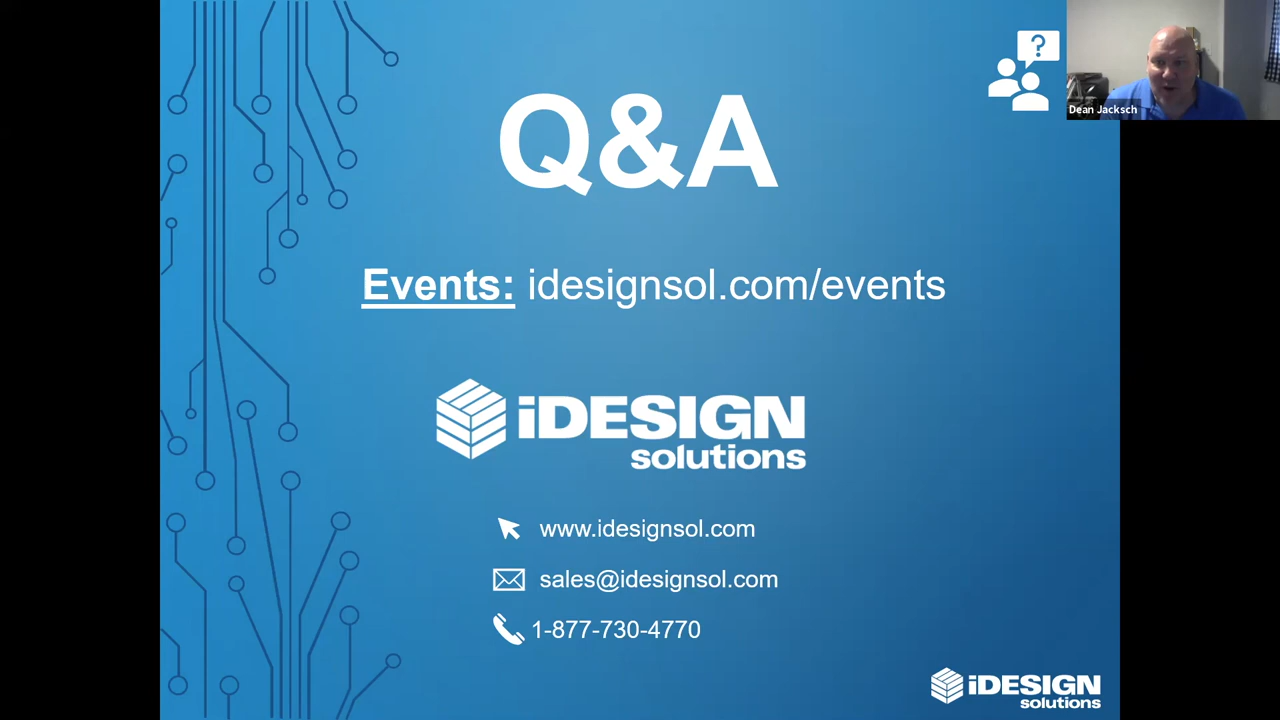 Q&A
?
Dean Jacksch
Events: idesignsol.com/events
iDESIGN
solutions
www.idesignsol.com
sales@idesignsol.com
1-877-730-4770
iDESIGN
solutions